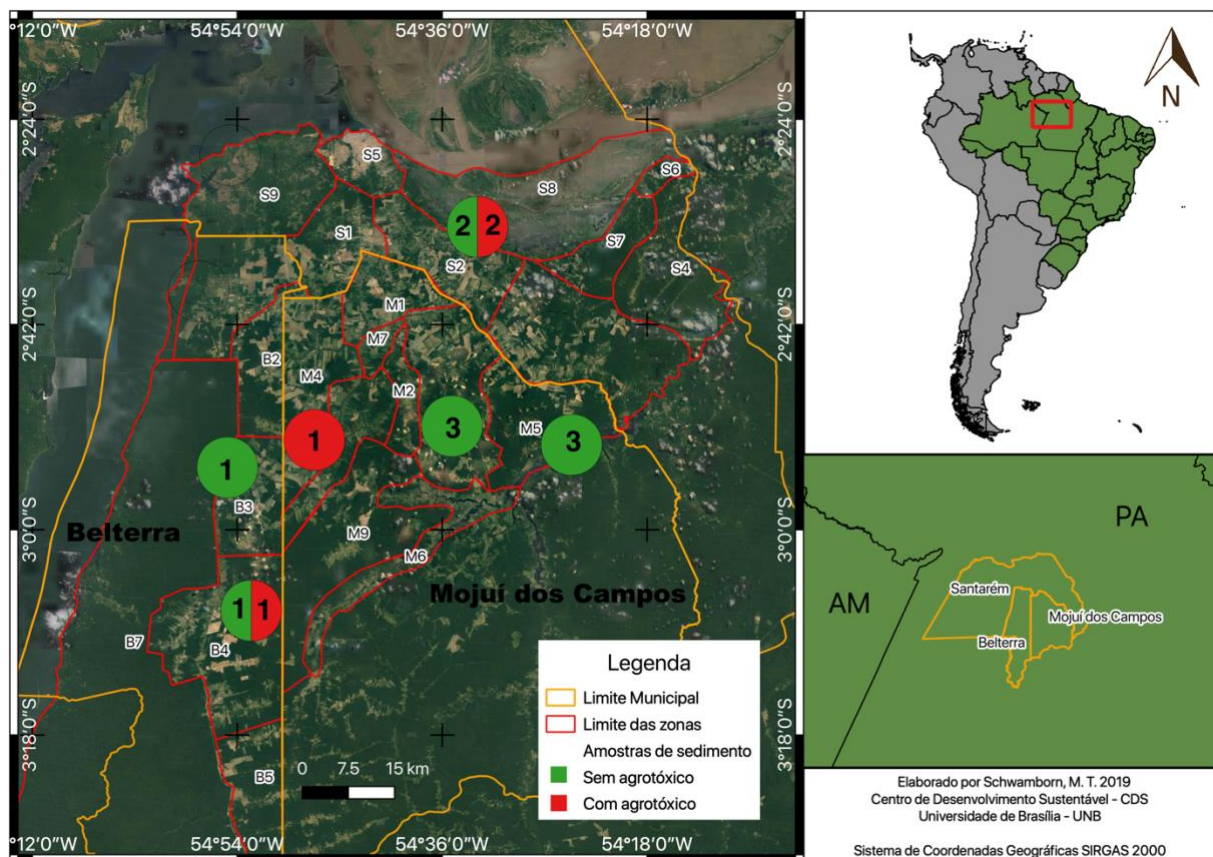 °12'0"W 54°54'0"W 54°36'0"W 54°18'0"W
2°24'0"S
2°42'0"S
3°0'0"S
3°18'0"S
S5
S6
S8
S9
S1
S7
2 2
S2
S4
M1
M7
B2
M4
M2
1
3
M5
3
1
B3
Belterra
M9
M6
Mojuí dos Campos
1 1
B7
B4
B5
0 7.5 15 km
Legenda
Limite Municipal
Limite das zonas
Amostras de sedimento
Sem agrotóxico
Com agrotóxico
2°24'0"S
2°42'0"S
3°0'0"S
3°18'0"S
°12'0"W 54°54'0"W 54°36'0"W 54°18'0"W
N
PA
AM
Santarém
Mojuí dos Campos
Belterra
Elaborado por Schwamborn, M. T. 2019
Centro de Desenvolvimento Sustentável - CDS
Universidade de Brasília - UNB
Sistema de Coordenadas Geográficas SIRGAS 2000